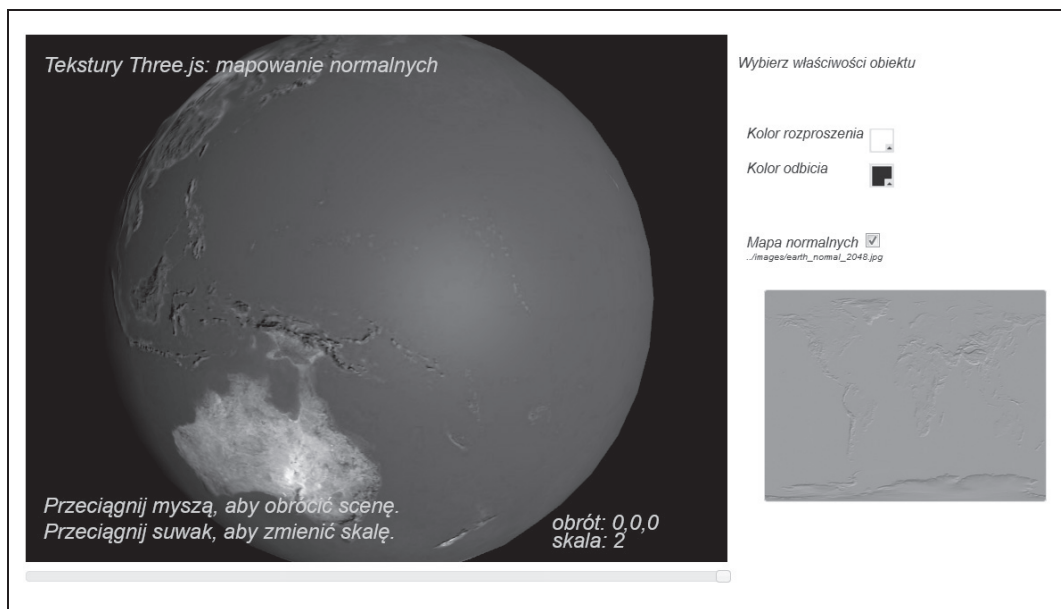 Tekstury Three.js: mapowanie normalnych
Przeciągnij myszą, aby obrócić scenę.
Przeciągnij suwak, aby zmienić skalę.
obrót: 0,0,0
skala: 2
Wybierz właściwości obiektu
Kolor rozproszenia
Kolor odbicia
Mapa normalnych
../images/earth_normal_2048.jpg